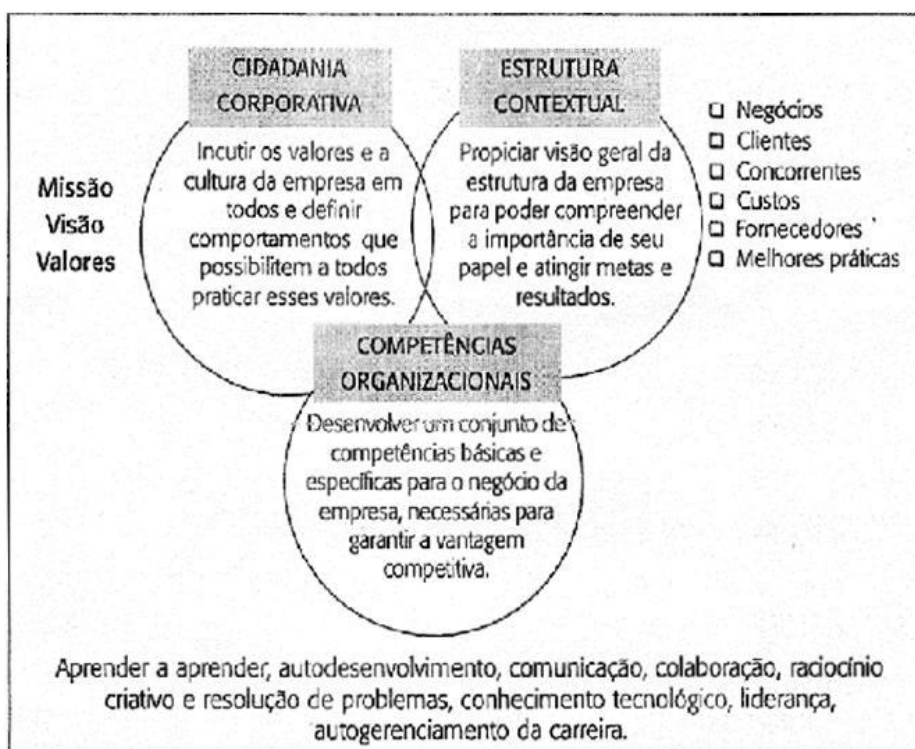 CIDADANIA
CORPORATIVA
Incutir os valores e a
cultura da empresa em
todos e definir
comportamentos que
possibilitem a todos
praticar esses valores.
Missão
Visão
Valores
ESTRUTURA
CONTEXTUAL
Propiciar visão geral da
estrutura da empresa
para poder compreender
a importância de seu
papel e atingir metas e
resultados.
Negócios
Clientes
Concorrentes
Custos
Fornecedores
Melhores práticas
COMPETÊNCIAS
ORGANIZACIONAIS
Desenvolver um conjunto de
competências básicas e
específicas para o negócio da
empresa, necessárias para
garantir a vantagem
competitiva.
Aprender a aprender, autodesenvolvimento, comunicação, colaboração, raciocínio
criativo e resolução de problemas, conhecimento tecnológico, liderança,
autogerenciamento da carreira.